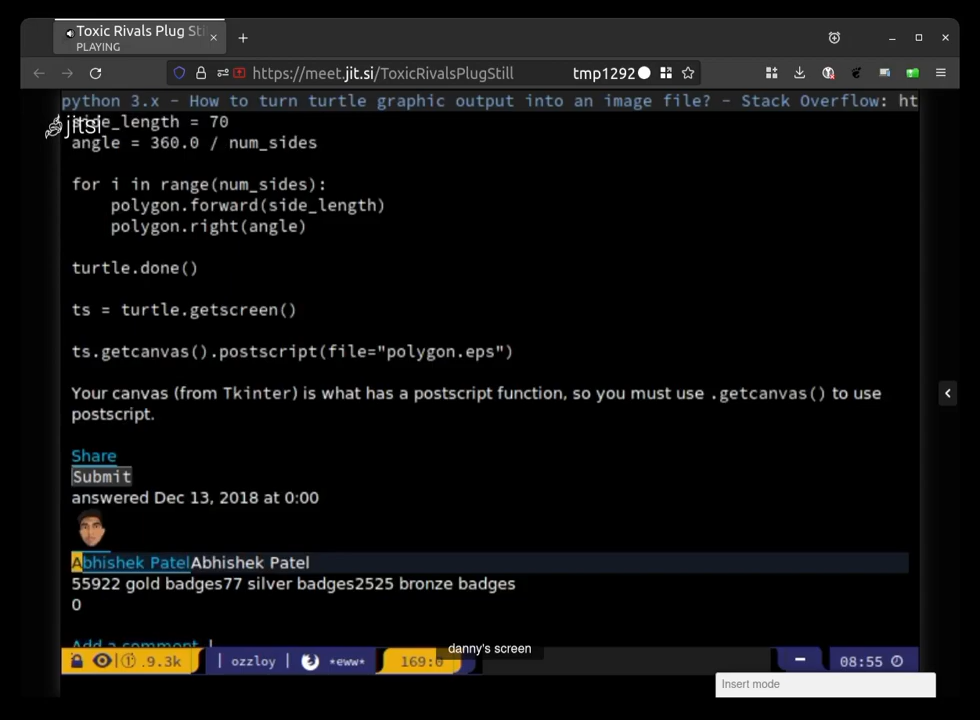 Toxic Rivals Plug Sti
PLAYING
https://meet.jit.si/ToxicRivalsPlugStill
tmp1292
python 3.x - How to turn turtle graphic output into an image file? - Stack Overflow: ht
jitsi
side_length = 70
angle = 360.0 / num_sides
for i in range(num_sides):
polygon.forward(side_length)
polygon.right(angle)
turtle.done()
ts = turtle.getscreen()
ts.getcanvas().postscript(file="polygon.eps")
Your canvas (from Tkinter) is what has a postscript function, so you must use .getcanvas() to use
postscript.
Share
Submit
answered Dec 13, 2018 at 0:00
Abhishek PatelAbhishek Patel
55922 gold badges77 silver badges2525 bronze badges
0
Add a comment |
danny's screen
.9.3k | ozzloy | *eww* 169:0 - 08:55
Insert mode